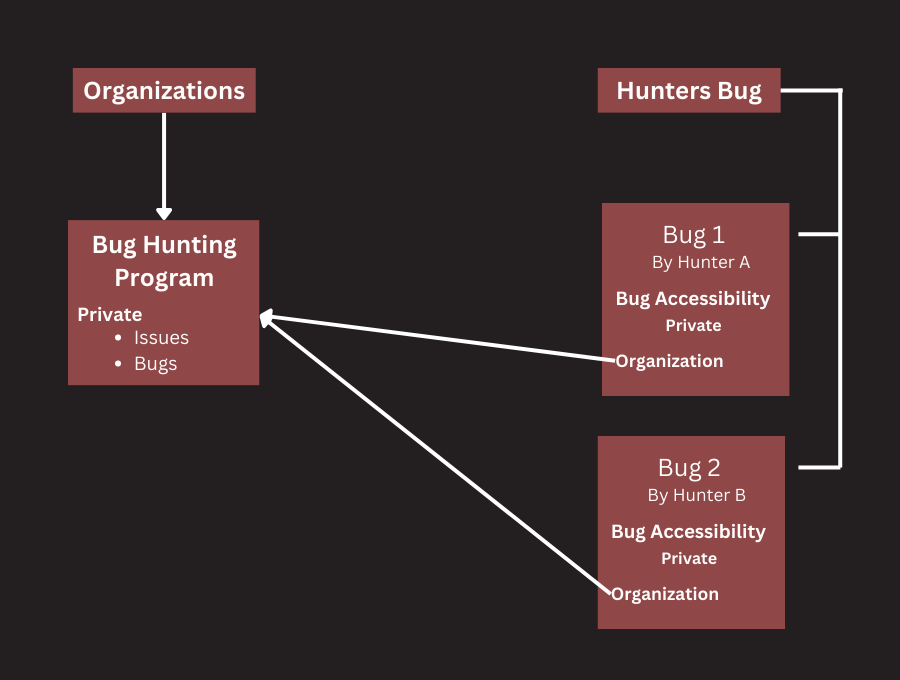 Organizations
Bug Hunting
Program
Private
Issues
Bugs
Hunters Bug
Bug 1
By Hunter A
Bug Accessibility
Private
Organization
Bug 2
By Hunter B
Bug Accessibility
Private
Organization